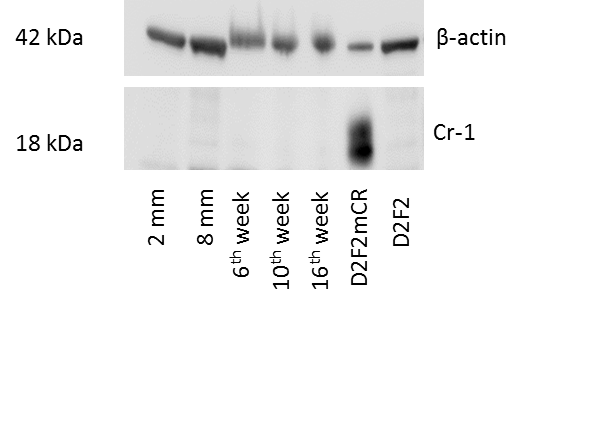 42 kDa
β-actin
18 kDa
Cr-1
2 mm
8 mm
6th week
10th week
16th week
D2F2mCR
D2F2